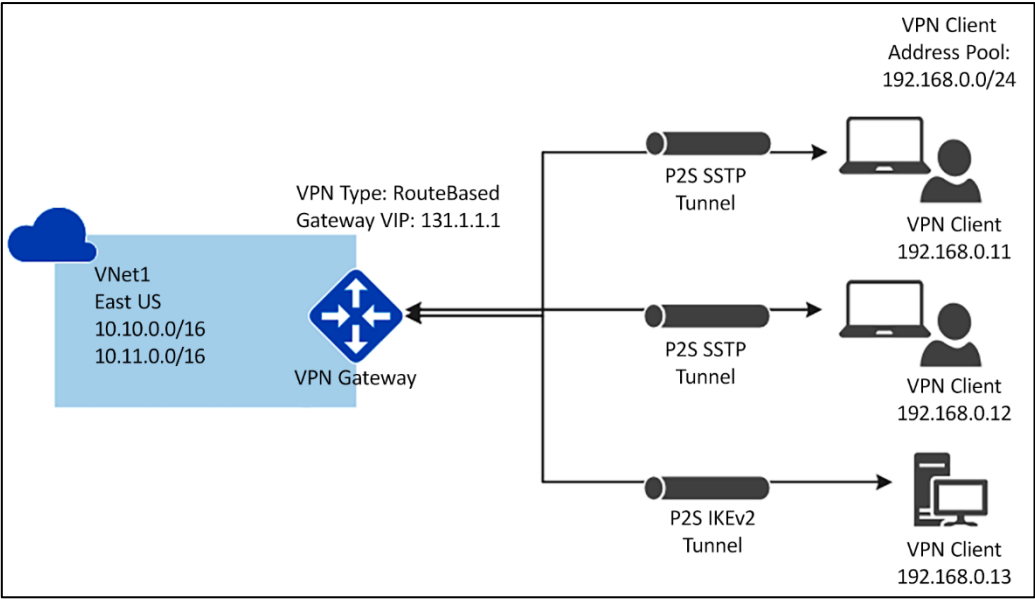 VPN Client
Address Pool:
192.168.0.0/24
P2S SSTP
Tunnel
VPN Client
192.168.0.11
VPN Type: RouteBased
Gateway VIP: 131.1.1.1
VNet1
East US
10.10.0.0/16
10.11.0.0/16
VPN Gateway
P2S SSTP
Tunnel
VPN Client
192.168.0.12
P2S IKEv2
Tunnel
VPN Client
192.168.0.13